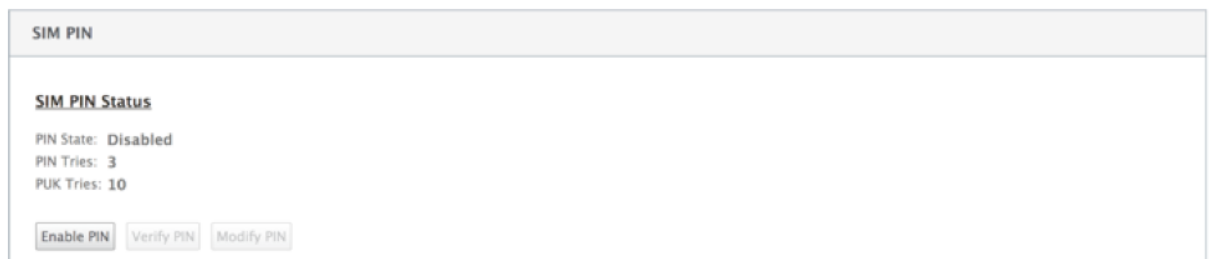 SIM PIN
SIM PIN Status
PIN State: Disabled
PIN Tries: 3
PUK Tries: 10
Enable PIN Verify PIN Modify PIN